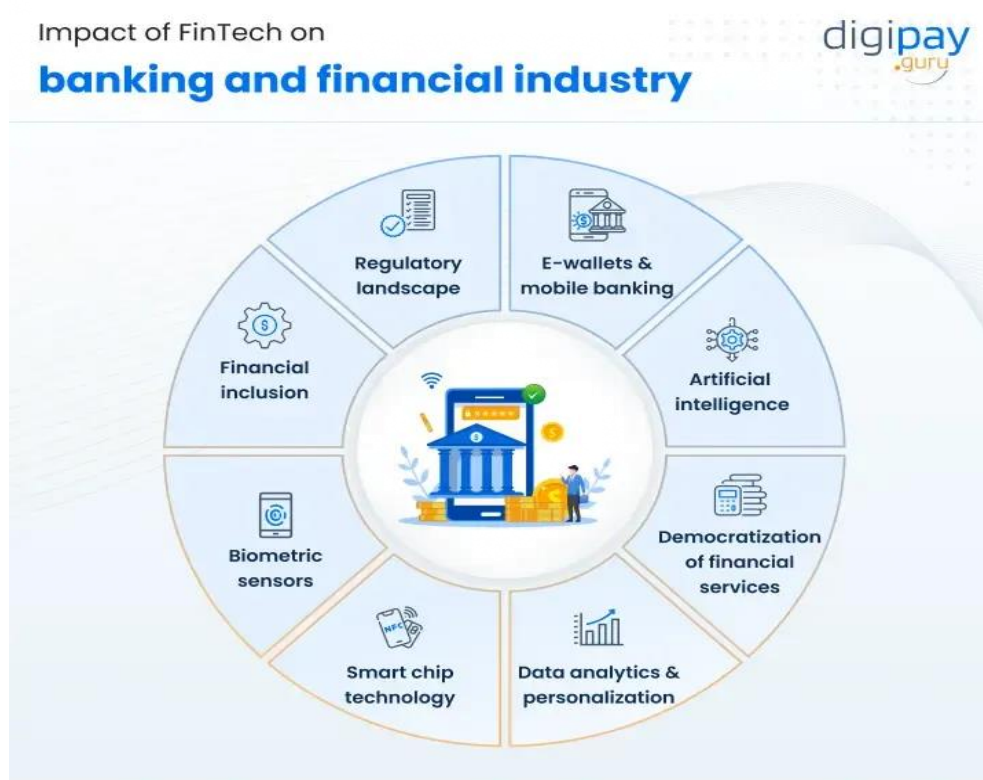 Impact of FinTech on
banking and financial industry
digipay
.guru
Regulatory
landscape
E-wallets &
mobile banking
Artificial
intelligence
Democratization
of financial
services
Data analytics &
personalization
NFC
Smart chip
technology
Biometric
sensors
Financial
inclusion